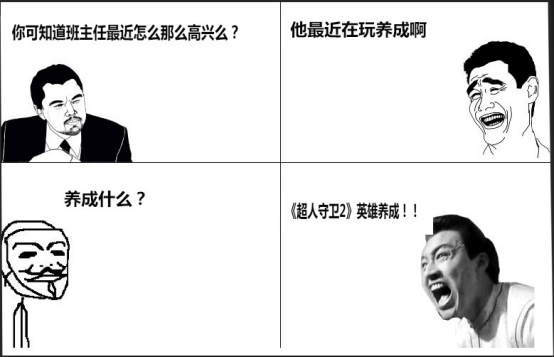 你可知道班主任最近怎么那么高兴么？
他最近在玩养成啊
养成什么？
《超人守卫2》英雄养成！！